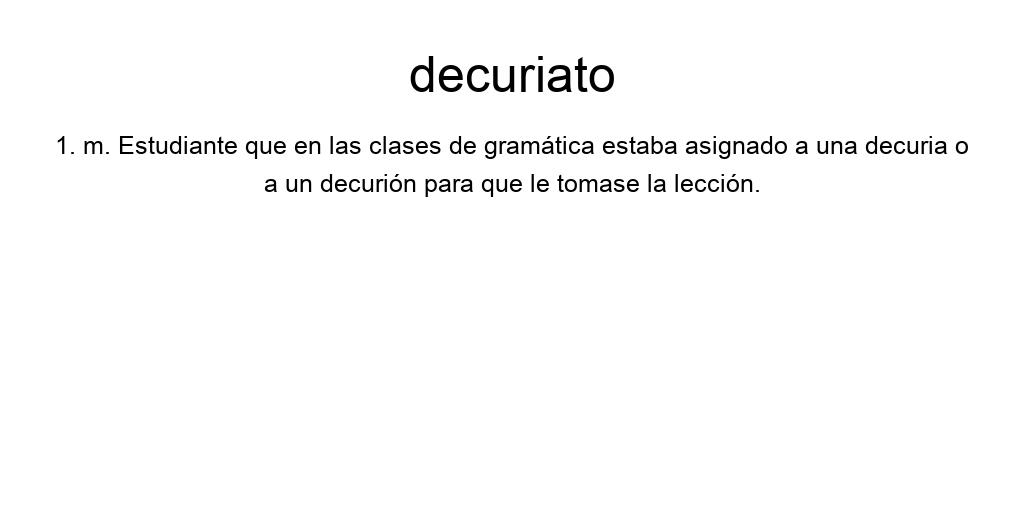 decuriato
1. m. Estudiante que en las clases de gramática estaba asignado a una decuria o
a un decurión para que le tomase la lección.